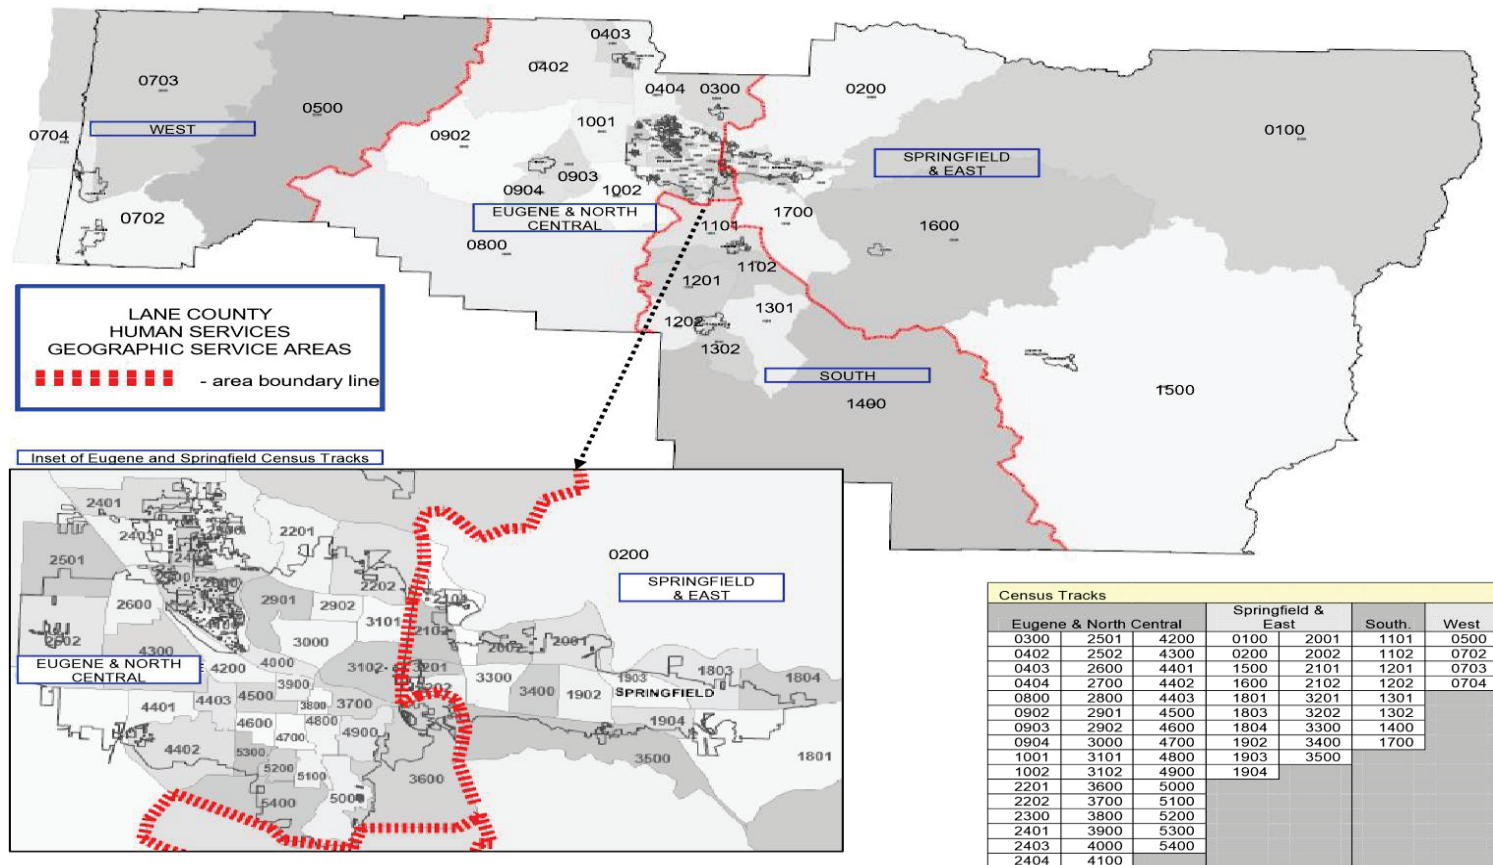 0403
0402
0703
0404
0300
0200
0500
0704
WEST
0902
1001
0100
SPRINGFIELD
& EAST
0903
0904
1002
0702
EUGENE & NORTH
CENTRAL
1700
1101
1600
0800
1102
1201
LANE COUNTY
HUMAN SERVICES
GEOGRAPHIC SERVICE AREAS
- area boundary line
1301
1202
1302
SOUTH
1400
1500
Inset of Eugene and Springfield Census Tracks
2401
2403
2201
0200
2501
SPRINGFIELD
& EAST
2202
2600
2901
2902
3101
2102
2001
2002
3000
4300
EUGENE & NORTH
CENTRAL
4200
4000
3102
3201
3300
1903
1803
1804
3900
3400
1902
SPRINGFIELD
4401
4403
4500
3800
3700
4600
4800
1904
4700
4900
4402
5300
3500
1801
5200
5100
3600
5400
5000
Census Tracks
Eugene & North Central
Springfield &
East
South.
West
0300 2501 4200 0100 2001 1101 0500
0402 2502 4300 0200 2002 1102 0702
0403 2600 4401 1500 2101 1201 0703
0404 2700 4402 1600 2102 1202 0704
0800 2800 4403 1801 3201 1301
0902 2901 4500 1803 3202 1302
0903 2902 4600 1804 3300 1400
0904 3000 4700 1902 3400 1700
1001 3101 4800 1903 3500
1002 3102 4900 1904
2201 3600 5000
2202 3700 5100
2300 3800 5200
2401 3900 5300
2403 4000 5400
2404 4100